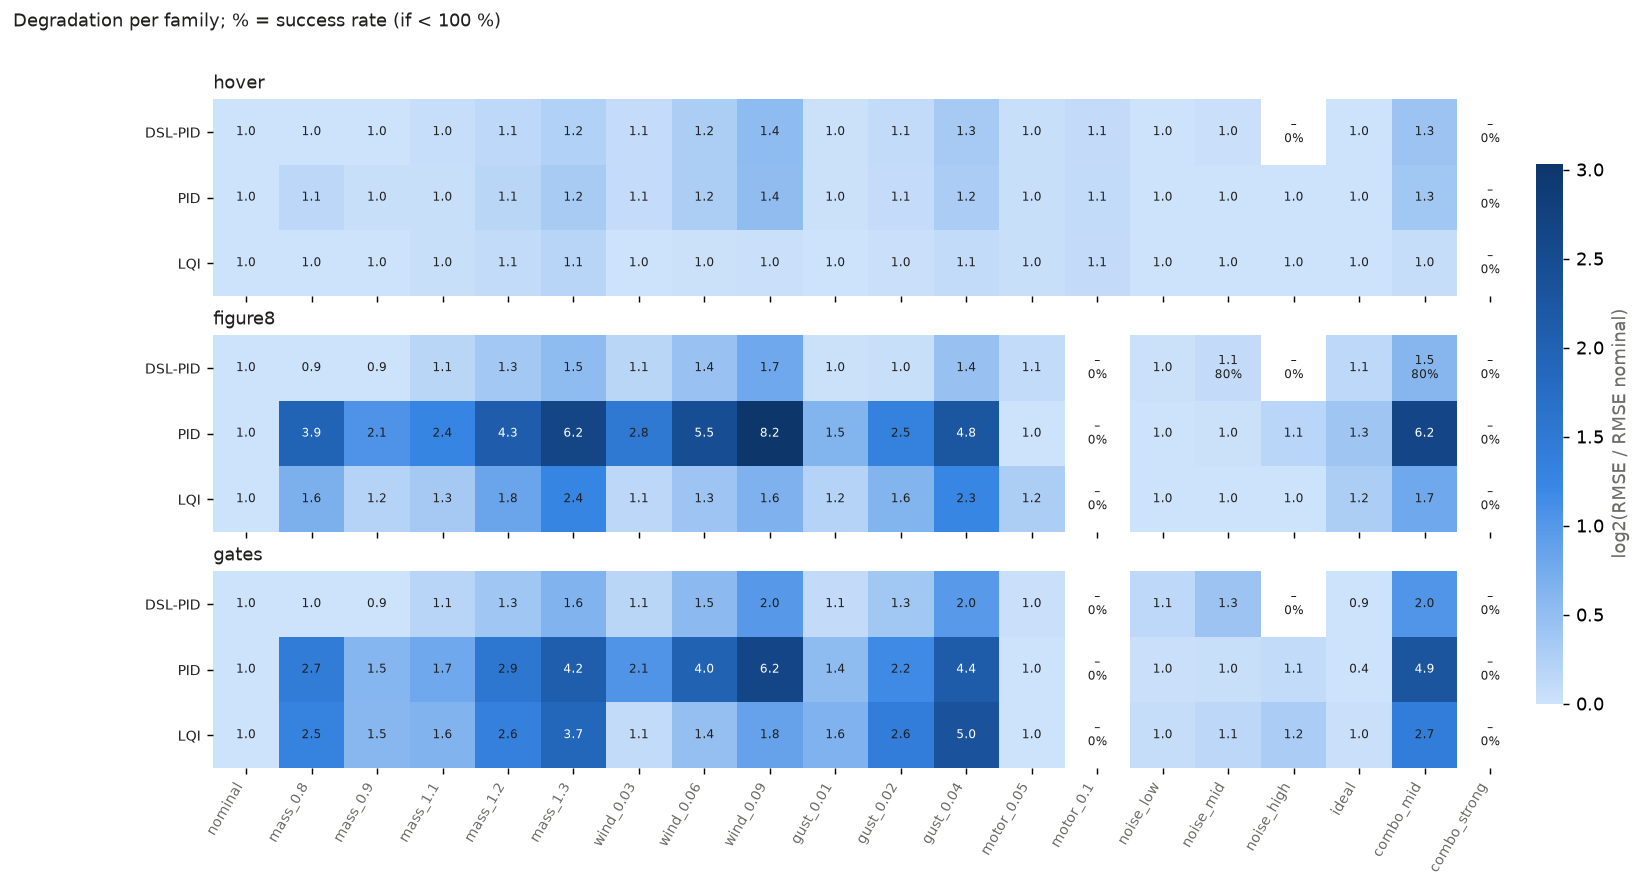 Degradation per family; % = success rate (if < 100 %)
hover
DSL-PID 1.0 1.0 1.0 1.0 1.1 1.2 1.1 1.2 1.4 1.0 1.1 1.3 1.0 1.1 1.0 1.0 – 0% 1.0 1.3 – 0%
PID 1.0 1.1 1.0 1.0 1.1 1.2 1.1 1.2 1.4 1.0 1.1 1.2 1.0 1.1 1.0 1.0 1.0 1.0 1.3 – 0%
LQI 1.0 1.0 1.0 1.0 1.1 1.1 1.0 1.0 1.0 1.0 1.0 1.1 1.0 1.1 1.0 1.0 1.0 1.0 1.0 – 0%
figure8
DSL-PID 1.0 0.9 0.9 1.1 1.3 1.5 1.1 1.4 1.7 1.0 1.0 1.4 1.1 – 0% 1.0 1.1 80% – 0% 1.1 1.5 80% – 0%
PID 1.0 3.9 2.1 2.4 4.3 6.2 2.8 5.5 8.2 1.5 2.5 4.8 1.0 – 0% 1.0 1.0 1.1 1.3 6.2 – 0%
LQI 1.0 1.6 1.2 1.3 1.8 2.4 1.1 1.3 1.6 1.2 1.6 2.3 1.2 – 0% 1.0 1.0 1.0 1.2 1.7 – 0%
gates
DSL-PID 1.0 1.0 0.9 1.1 1.3 1.6 1.1 1.5 2.0 1.1 1.3 2.0 1.0 – 0% 1.1 1.3 – 0% 0.9 2.0 – 0%
PID 1.0 2.7 1.5 1.7 2.9 4.2 2.1 4.0 6.2 1.4 2.2 4.4 1.0 – 0% 1.0 1.0 1.1 0.4 4.9 – 0%
LQI 1.0 2.5 1.5 1.6 2.6 3.7 1.1 1.4 1.8 1.6 2.6 5.0 1.0 – 0% 1.0 1.1 1.2 1.0 2.7 – 0%
nominal mass_0.8 mass_0.9 mass_1.1 mass_1.2 mass_1.3 wind_0.03 wind_0.06 wind_0.09 gust_0.01 gust_0.02 gust_0.04 motor_0.05 motor_0.1 noise_low noise_mid noise_high ideal combo_mid combo_strong
3.0
2.5
2.0
1.5
1.0
0.5
0.0
log2(RMSE / RMSE nominal)